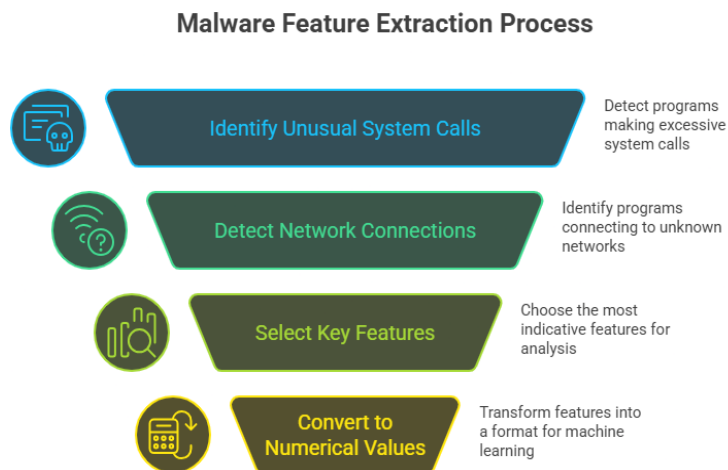 Malware Feature Extraction Process
Identify Unusual System Calls
Detect programs
making excessive
system calls
Detect Network Connections
Identify programs
connecting to unknown
networks
Select Key Features
Choose the most
indicative features for
analysis
Convert to
Numerical Values
Transform features into
a format for machine
learning